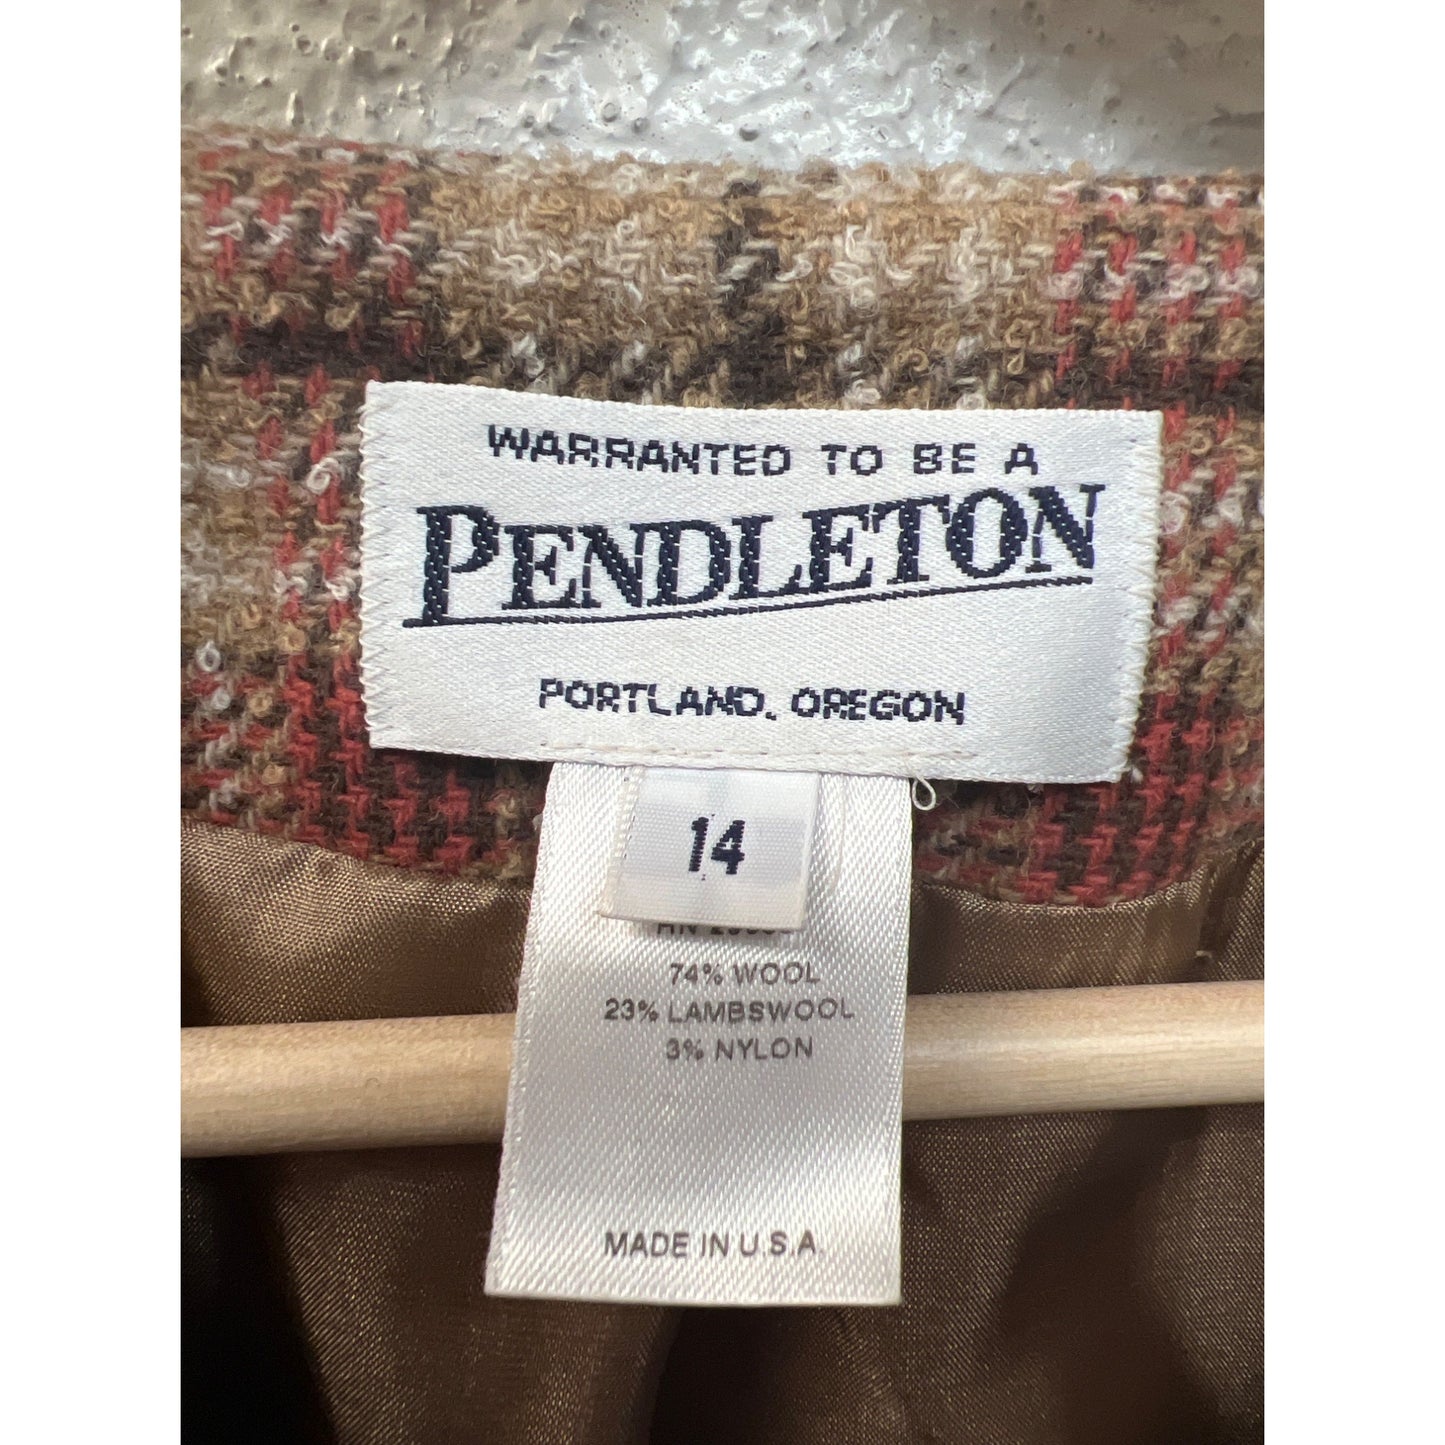 WARRANTED TO BE A
PENDLETON
PORTLAND, OREGON
14
74% WOOL
23% LAMBSWOOL
3% NYLON
MADE IN U.S.A.